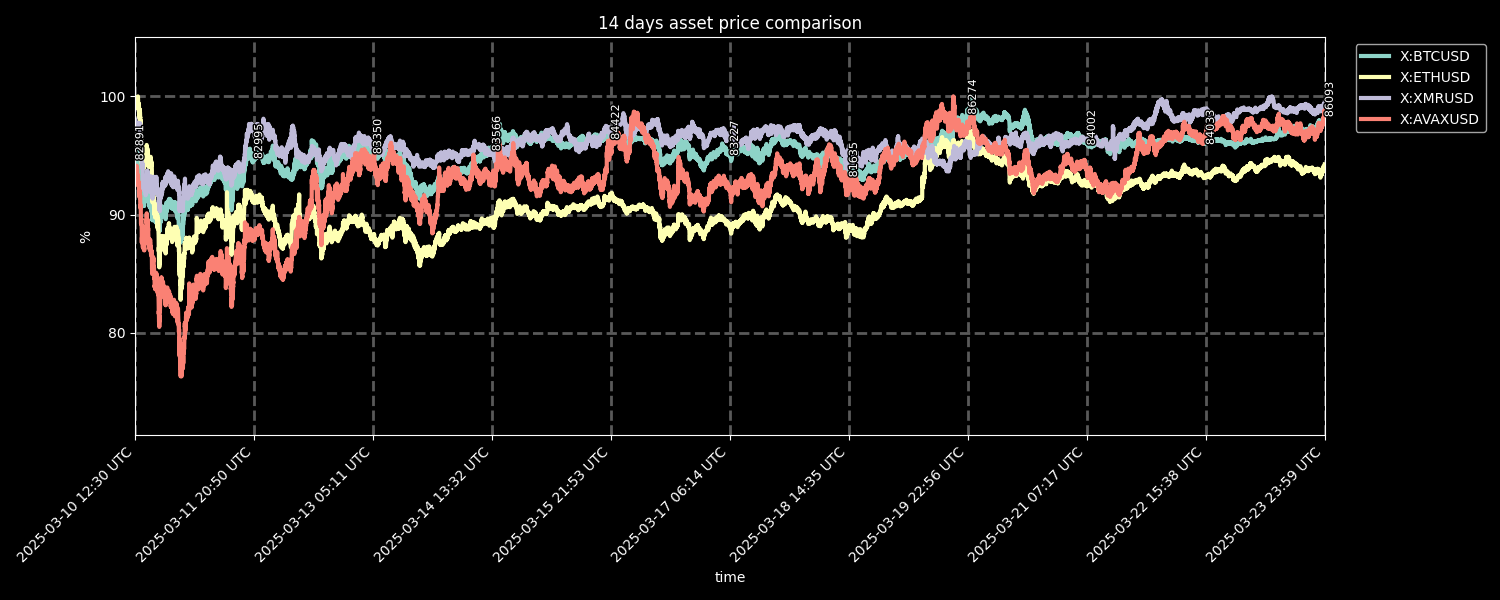 14 days asset price comparison
X:BTCUSD
X:ETHUSD
X:XMRUSD
X:AVAXUSD
100
90
80
%
82891
82995
83350
83566
84422
83227
81635
86274
84002
84033
86093
2025-03-10 12:30 UTC
2025-03-11 20:50 UTC
2025-03-13 05:11 UTC
2025-03-14 13:32 UTC
2025-03-15 21:53 UTC
2025-03-17 06:14 UTC
2025-03-18 14:35 UTC
2025-03-19 22:56 UTC
2025-03-21 07:17 UTC
2025-03-22 15:38 UTC
2025-03-23 23:59 UTC
time